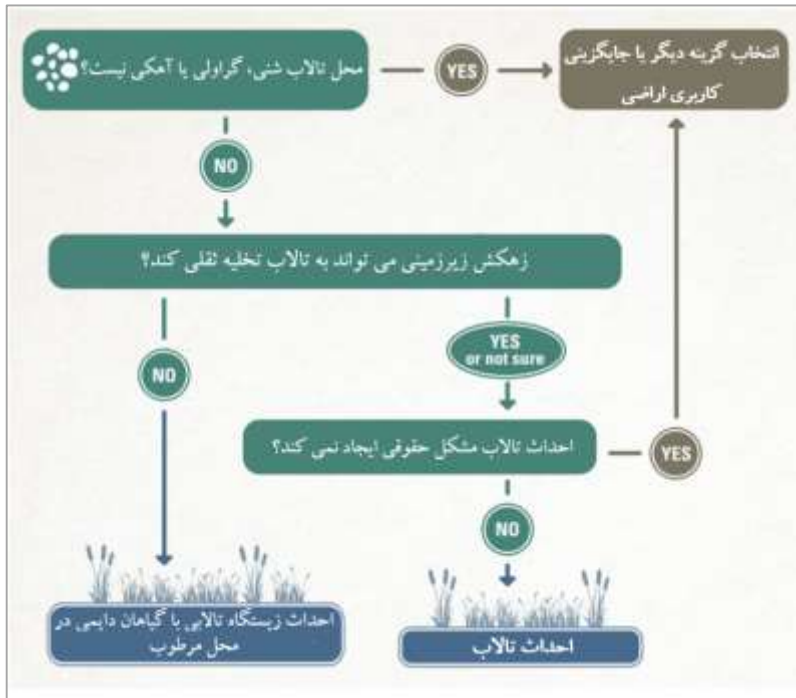 محل تالاب شنی، گراولی یا آهکی نیست؟
YES
انتخاب گزینه دیگر یا جایگزینی
کاربری اراضی
NO
زهکش زیرزمینی می تواند به تالاب تخلیه ثقلی کند؟
NO
YES
or not sure
احداث تالاب مشکل حقوقی ایجاد نمی کند؟
YES
NO
احداث زیستگاه تالابی با گیاهان دایمی در
محل مرطوب
احداث تالاب